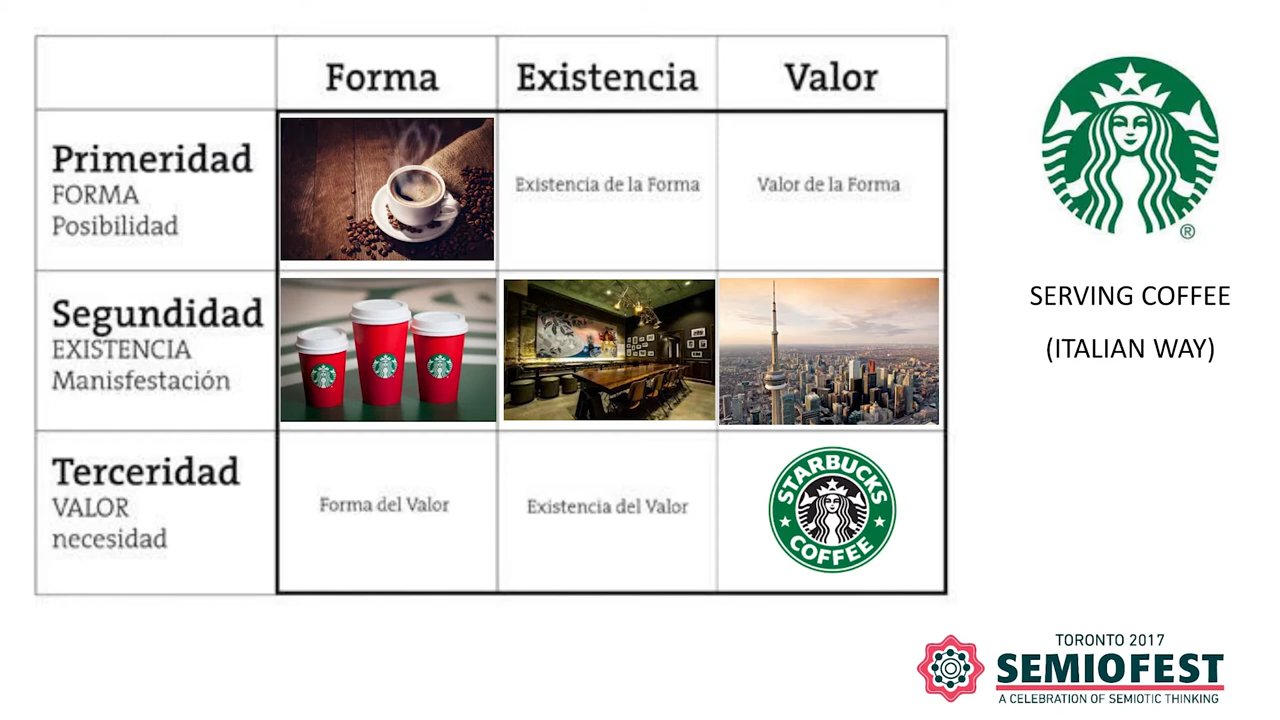 Forma
Existencia
Valor
Primeridad
FORMA
Posibilidad
Existencia de la Forma
Valor de la Forma
Segundidad
EXISTENCIA
Manisfestación
Terceridad
VALOR
necesidad
Forma del Valor
Existencia del Valor
STARBUCKS
COFFEE
®
SERVING COFFEE
(ITALIAN WAY)
TORONTO 2017
SEMIOFEST
A CELEBRATION OF SEMIOTIC THINKING